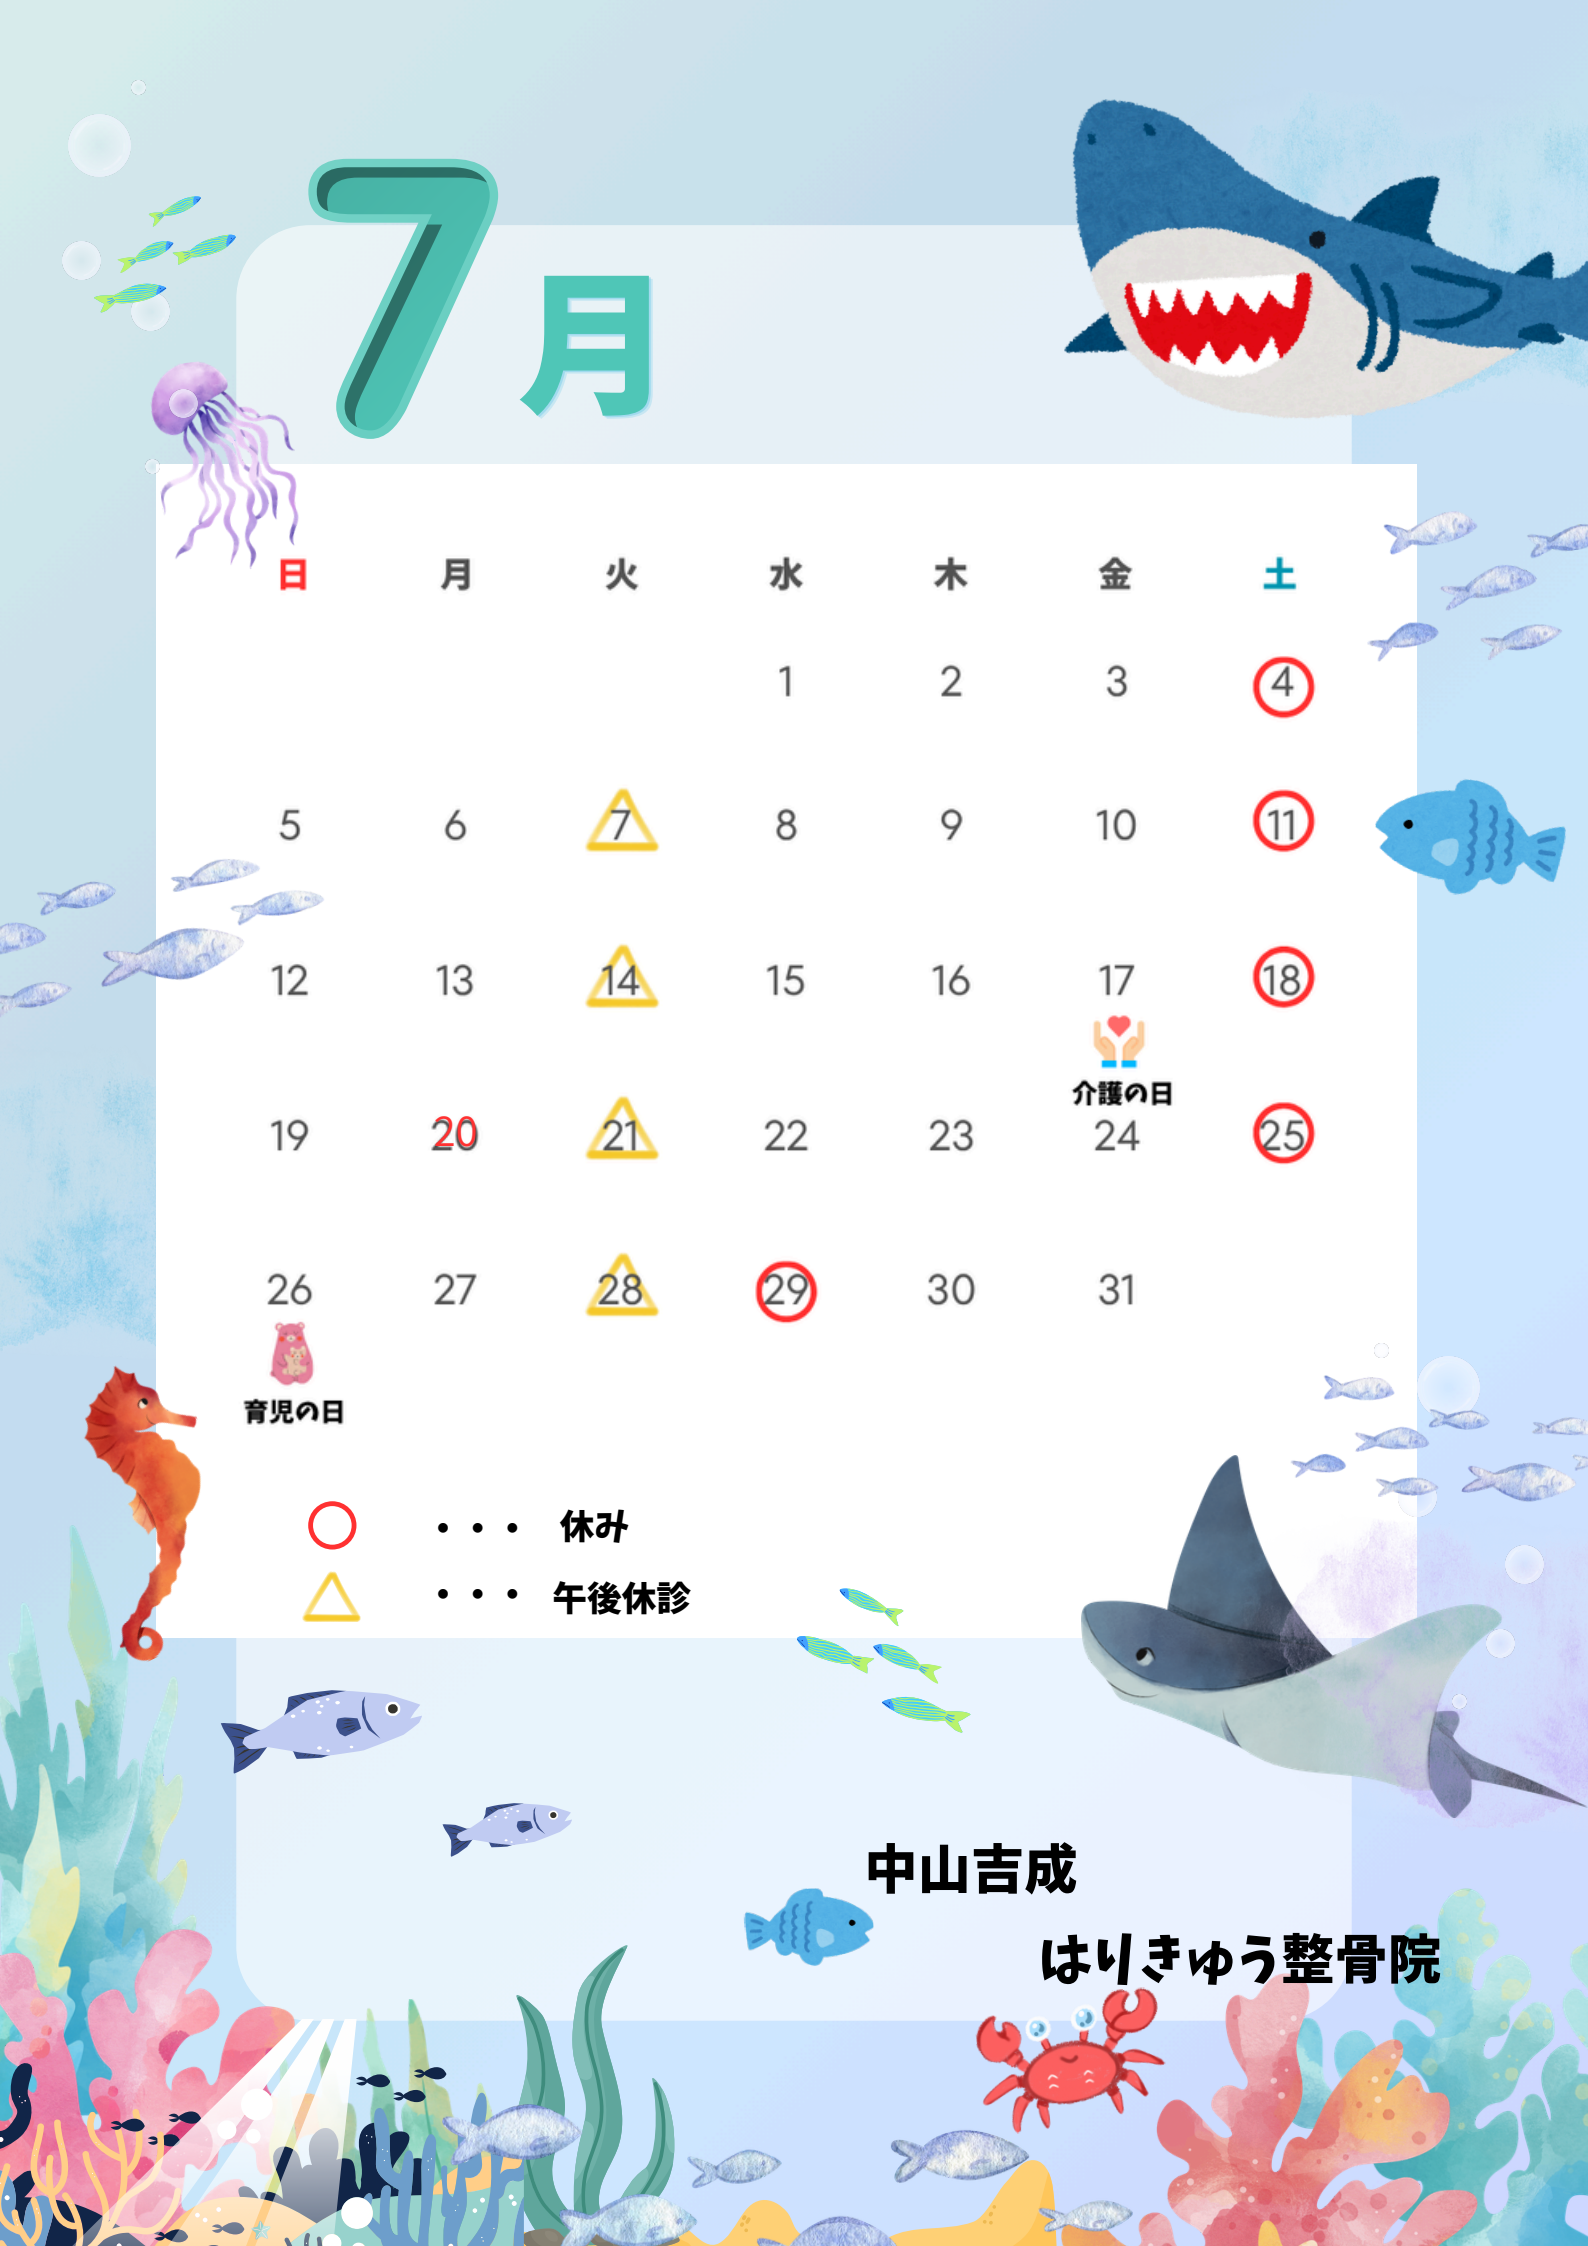 7月
日 月 火 水 木 金 土
1 2 3 4
5 6 7 8 9 10 11
12 13 14 15 16 17 18
介護の日
19 20 21 22 23 24 25
26 27 28 29 30 31
育児の日
・・・ 休み
・・・ 午後休診
中山吉成
はりきゅう整骨院